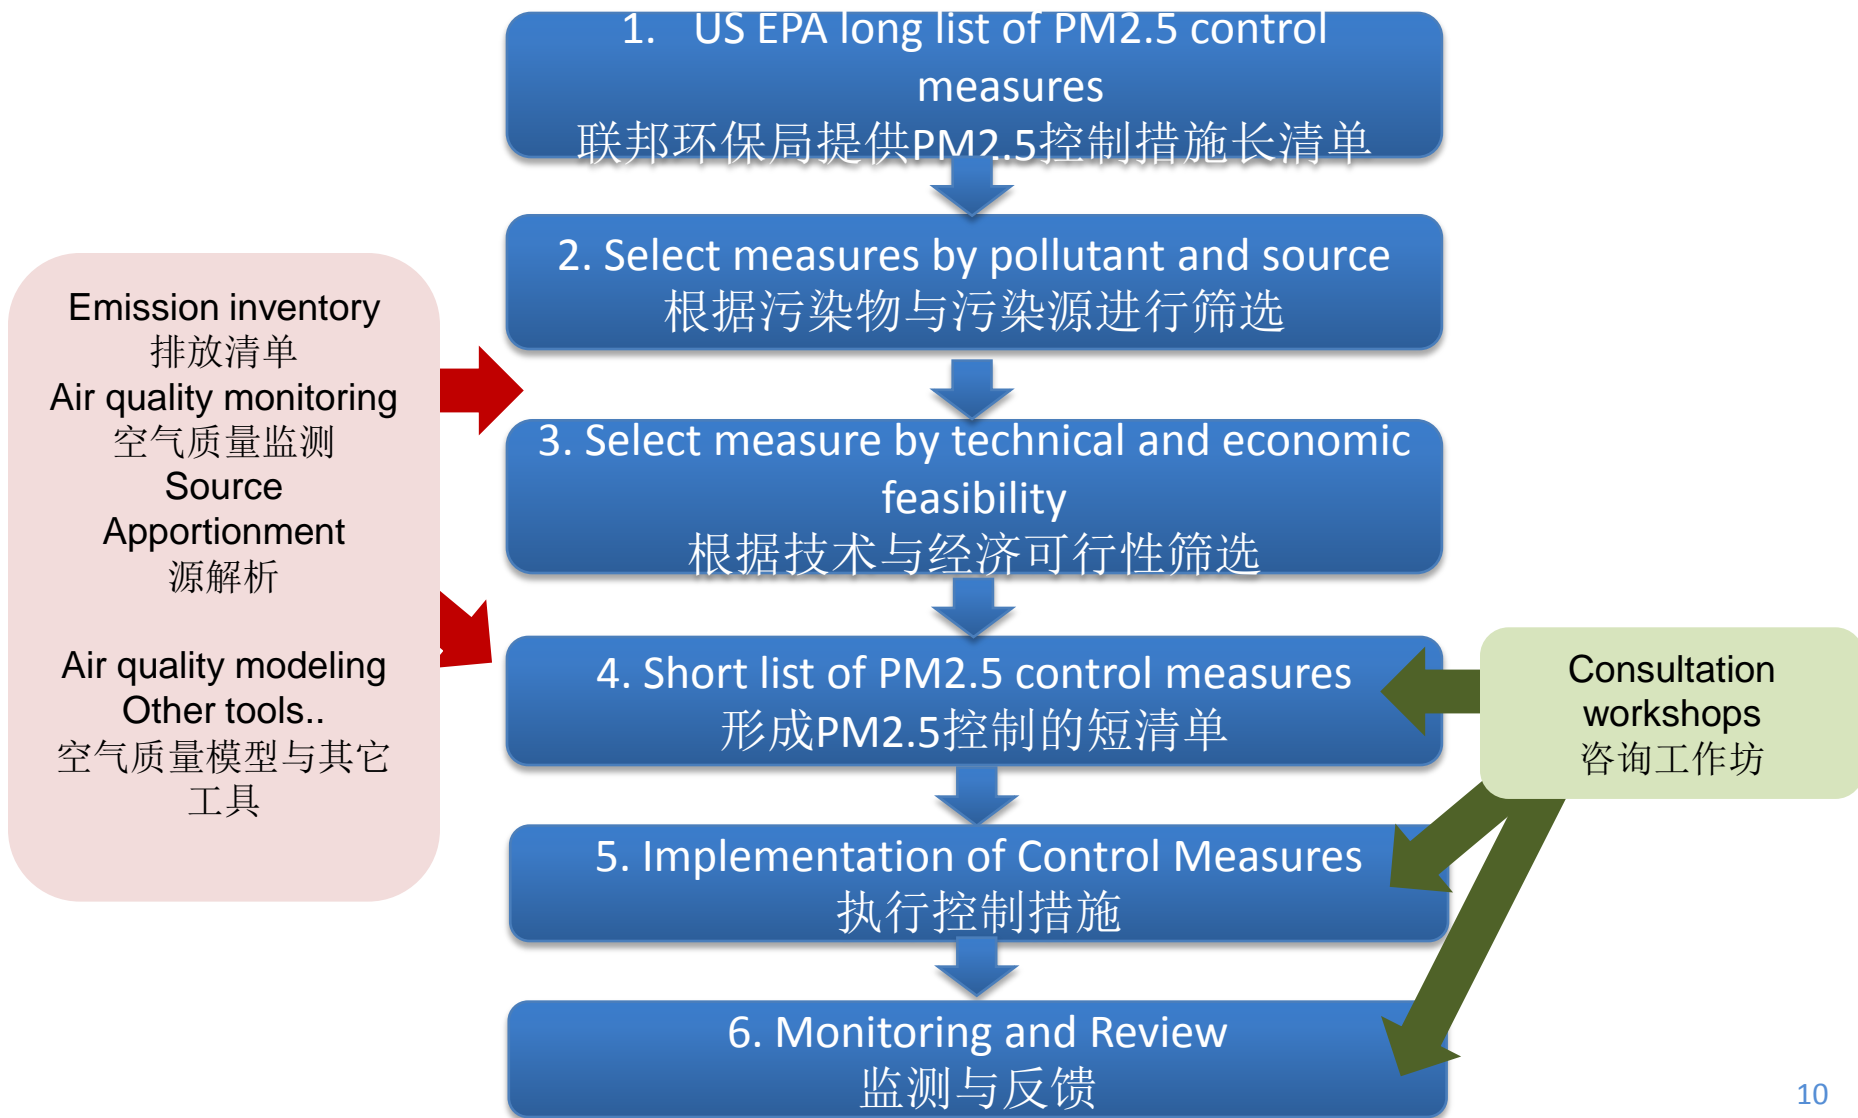 1. US EPA long list of PM2.5 control
measures
联邦环保局提供PM2.5控制措施长清单
2. Select measures by pollutant and source
根据污染物与污染源进行筛选
Emission inventory
排放清单
Air quality monitoring
空气质量监测
Source
Apportionment
源解析
Air quality modeling
Other tools..
空气质量模型与其它
工具
3. Select measure by technical and economic
feasibility
根据技术与经济可行性筛选
4. Short list of PM2.5 control measures
形成PM2.5控制的短清单
Consultation
workshops
咨询工作坊
5. Implementation of Control Measures
执行控制措施
6. Monitoring and Review
监测与反馈
10